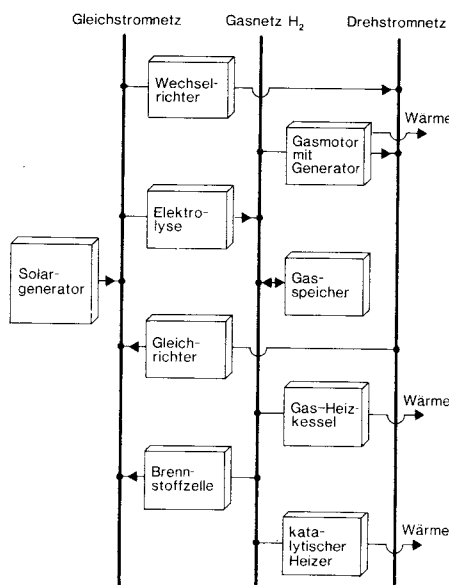 Gleichstromnetz
Gasnetz H₂
Drehstromnetz
Wechsel-
richter
Wärme
Gasmotor
mit
Generator
Elektro-
lyse
Solar-
generator
Gas-
speicher
Gleich-
richter
Wärme
Gas-Heiz-
kessel
Brenn-
stoffzelle
Wärme
kata-
lytischer
Heizer